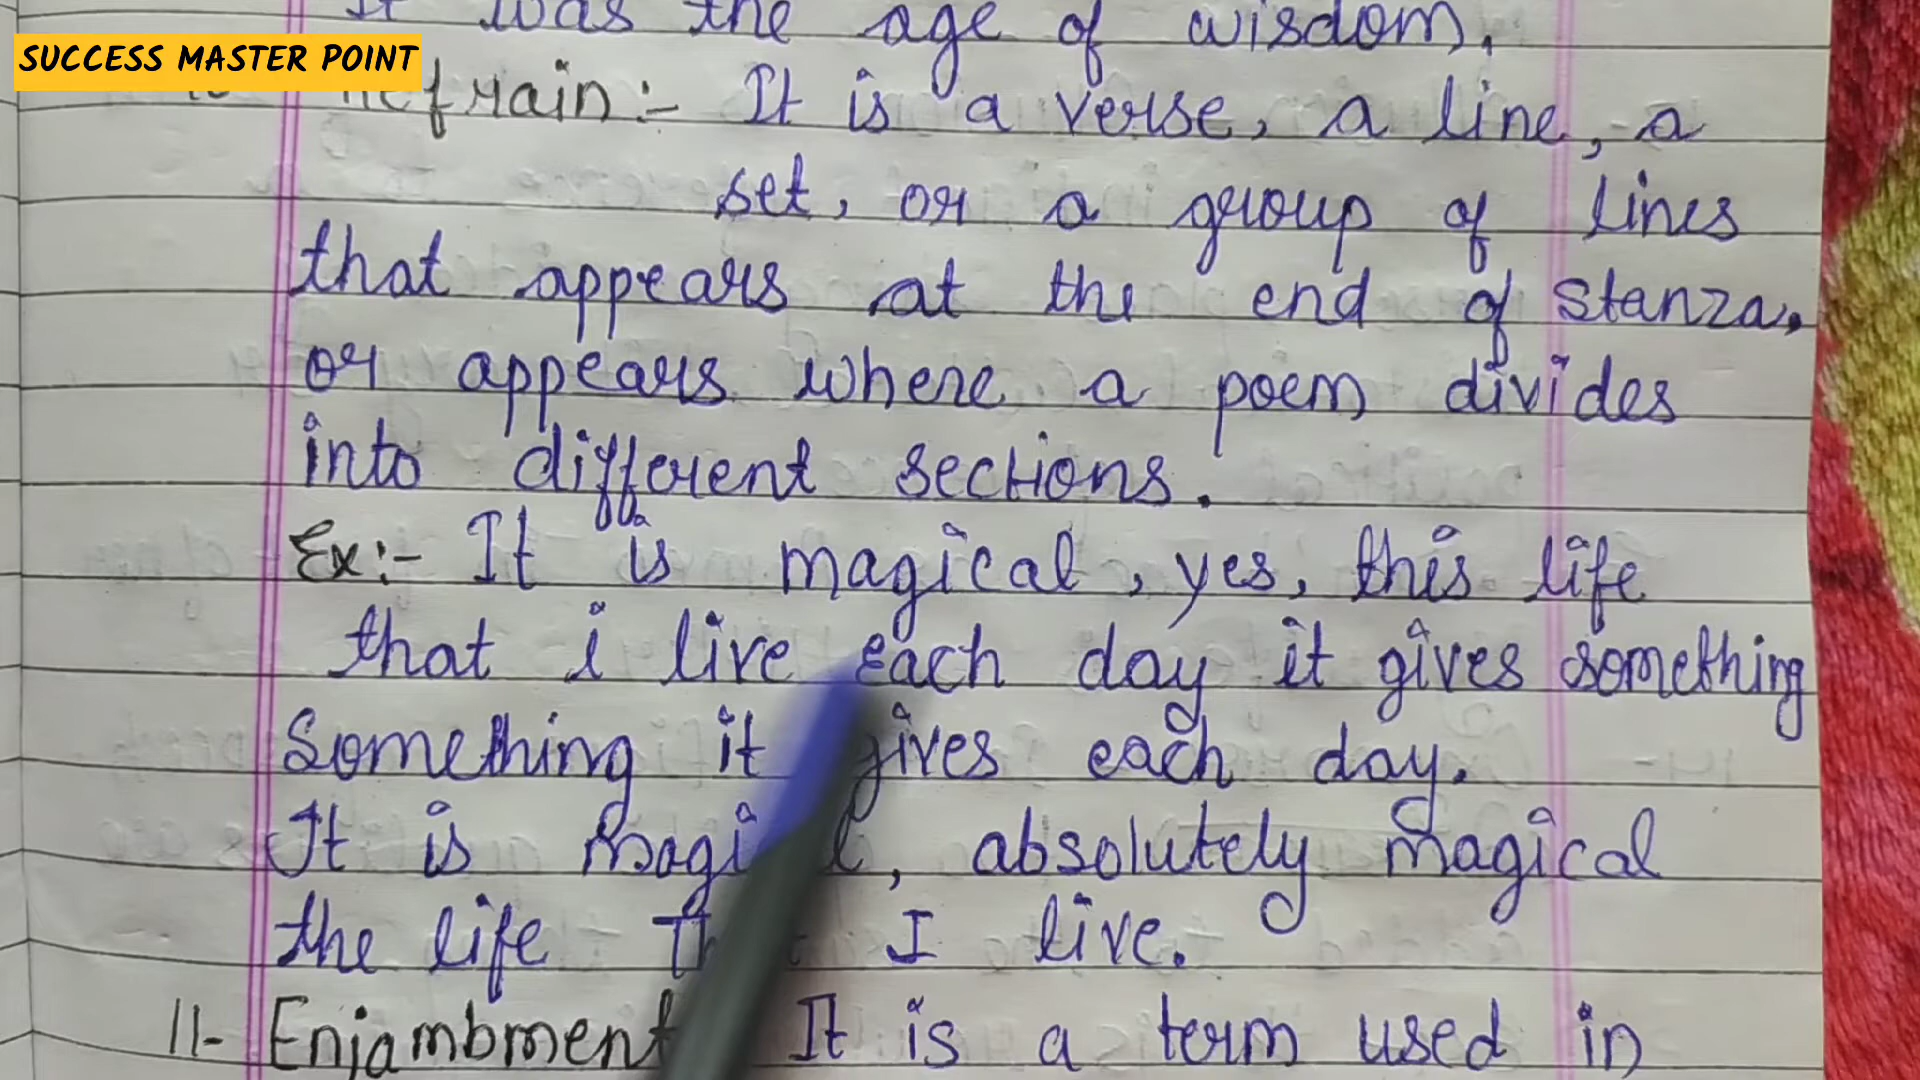 It was the age of wisdom.
SUCCESS MASTER POINT
Refrain:- It is a verse, a line, a
set, or a group of lines
that appears at the end of stanza,
or appears where a poem divides
into different sections.
Ex:- It is magical, yes, this life
that i live each day it gives something
Something it gives each day.
It is magical, absolutely magical
the life I live.
11- Enjambment It is a term used in